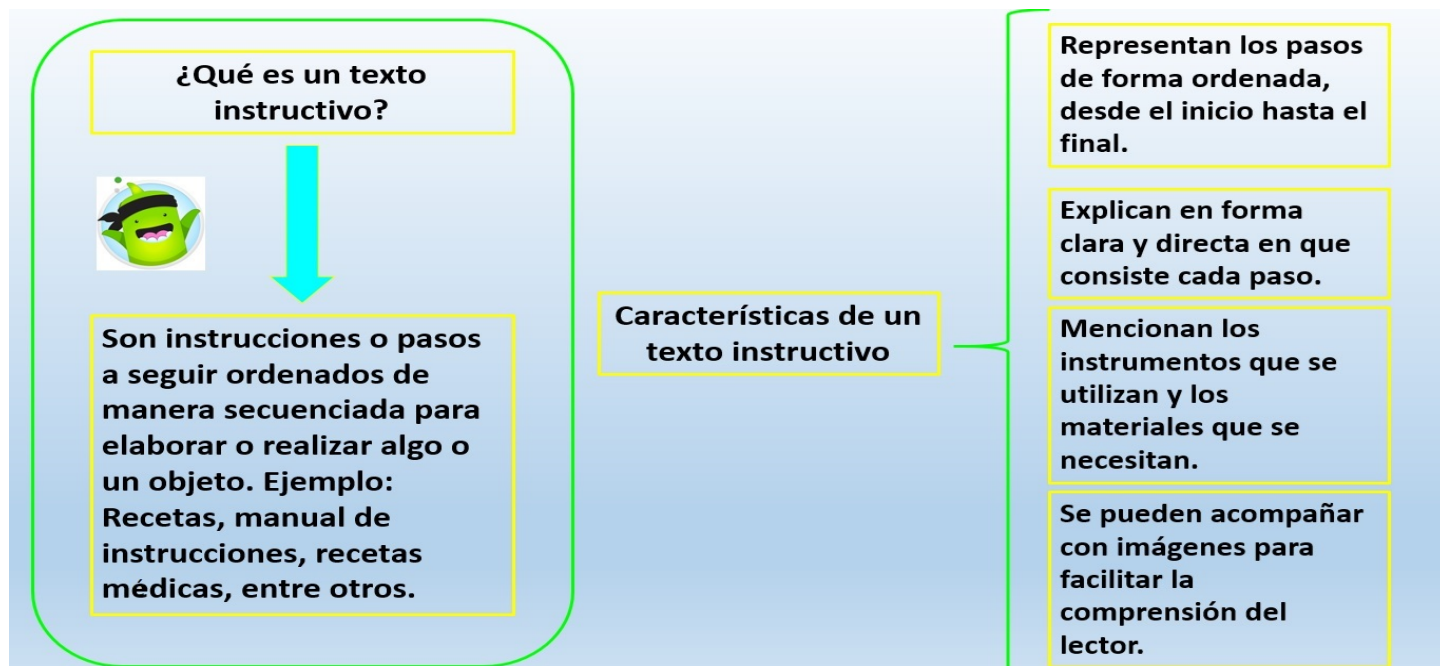 ¿Qué es un texto
instructivo?
Son instrucciones o pasos
a seguir ordenados de
manera secuenciada para
elaborar o realizar algo o
un objeto. Ejemplo:
Recetas, manual de
instrucciones, recetas
médicas, entre otros.
Características de un
texto instructivo
Representan los pasos
de forma ordenada,
desde el inicio hasta el
final.
Explican en forma
clara y directa en que
consiste cada paso.
Mencionan los
instrumentos que se
utilizan y los
materiales que se
necesitan.
Se pueden acompañar
con imágenes para
facilitar la
comprensión del
lector.